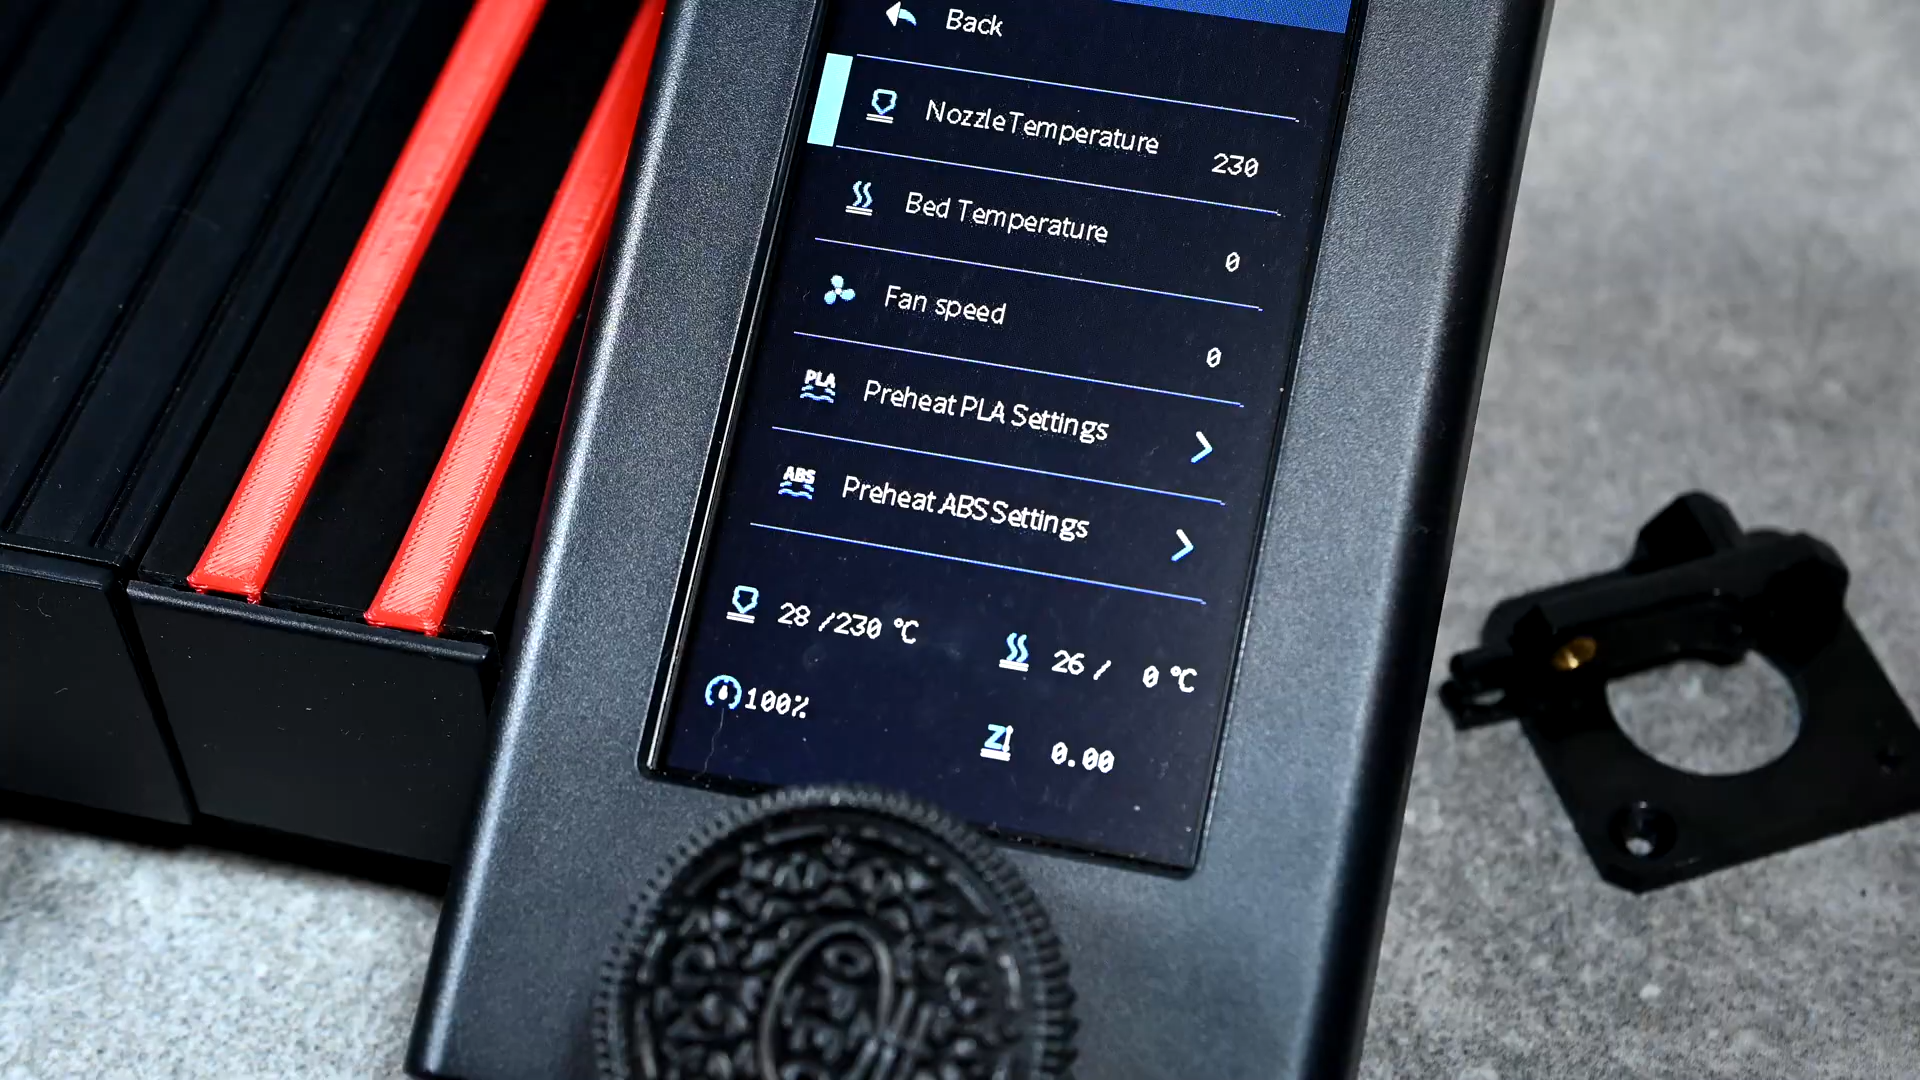 Back
Nozzle Temperature 230
Bed Temperature 0
Fan speed 0
PLA Preheat PLA Settings
ABS Preheat ABS Settings
28 /230 ℃ 26 / 0 ℃
100% Z 0.00
OREO